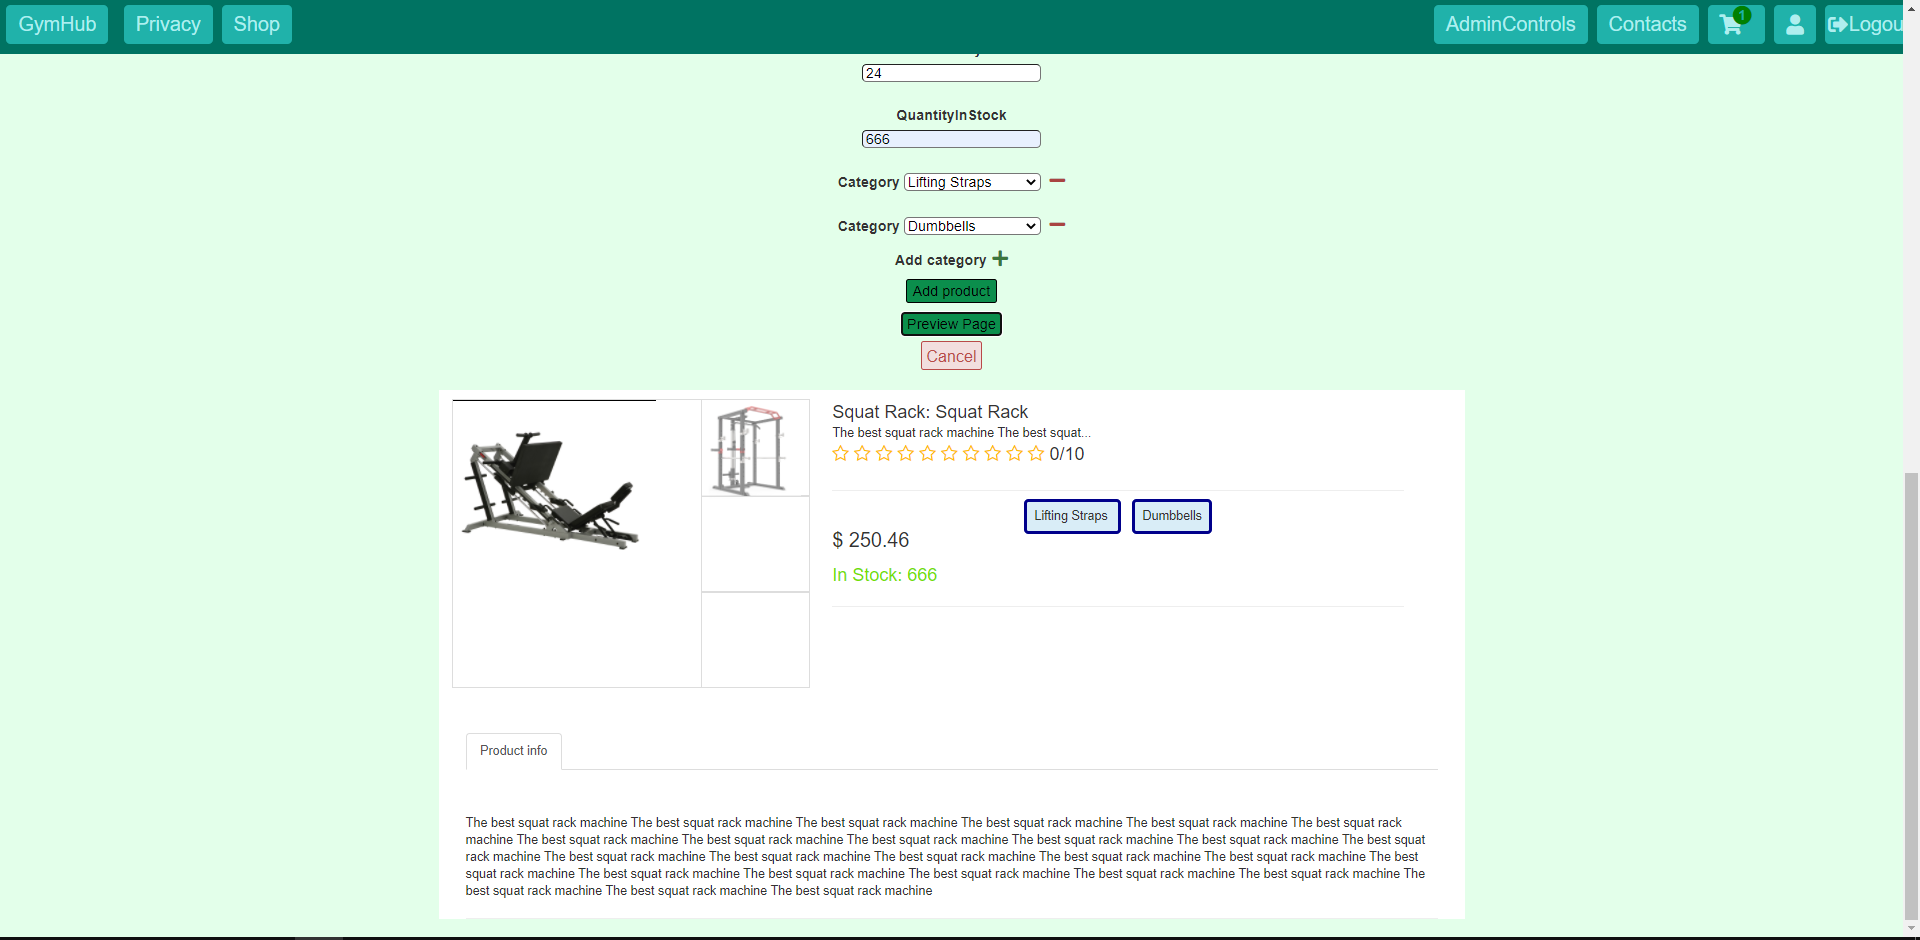 GymHub Privacy Shop AdminControls Contacts 1 Logou
24
QuantityInStock
666
Category Lifting Straps
Category Dumbbells
Add category
Add product
Preview Page
Cancel
Squat Rack: Squat Rack
The best squat rack machine The best squat...
0/10
Lifting Straps Dumbbells
$ 250.46
In Stock: 666
Product info
The best squat rack machine The best squat rack machine The best squat rack machine The best squat rack machine The best squat rack machine The best squat rack
machine The best squat rack machine The best squat rack machine The best squat rack machine The best squat rack machine The best squat rack machine The best squat
rack machine The best squat rack machine The best squat rack machine The best squat rack machine The best squat rack machine The best squat rack machine The best
squat rack machine The best squat rack machine The best squat rack machine The best squat rack machine The best squat rack machine The best squat rack machine The
best squat rack machine The best squat rack machine The best squat rack machine